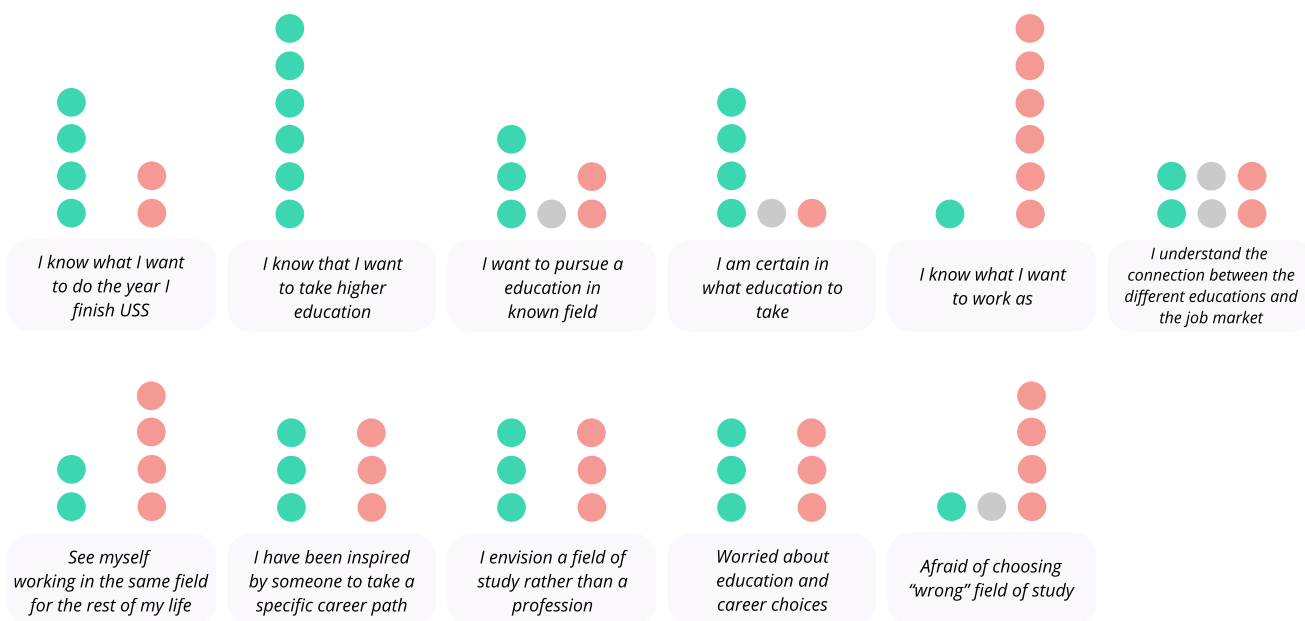 I know what I want
to do the year I
finish USS
I know that I want
to take higher
education
I want to pursue a
education in
known field
I am certain in
what education to
take
I know what I want
to work as
I understand the
connection between the
different educations and
the job market
See myself
working in the same field
for the rest of my life
I have been inspired
by someone to take a
specific career path
I envision a field of
study rather than a
profession
Worried about
education and
career choices
Afraid of choosing
“wrong” field of study